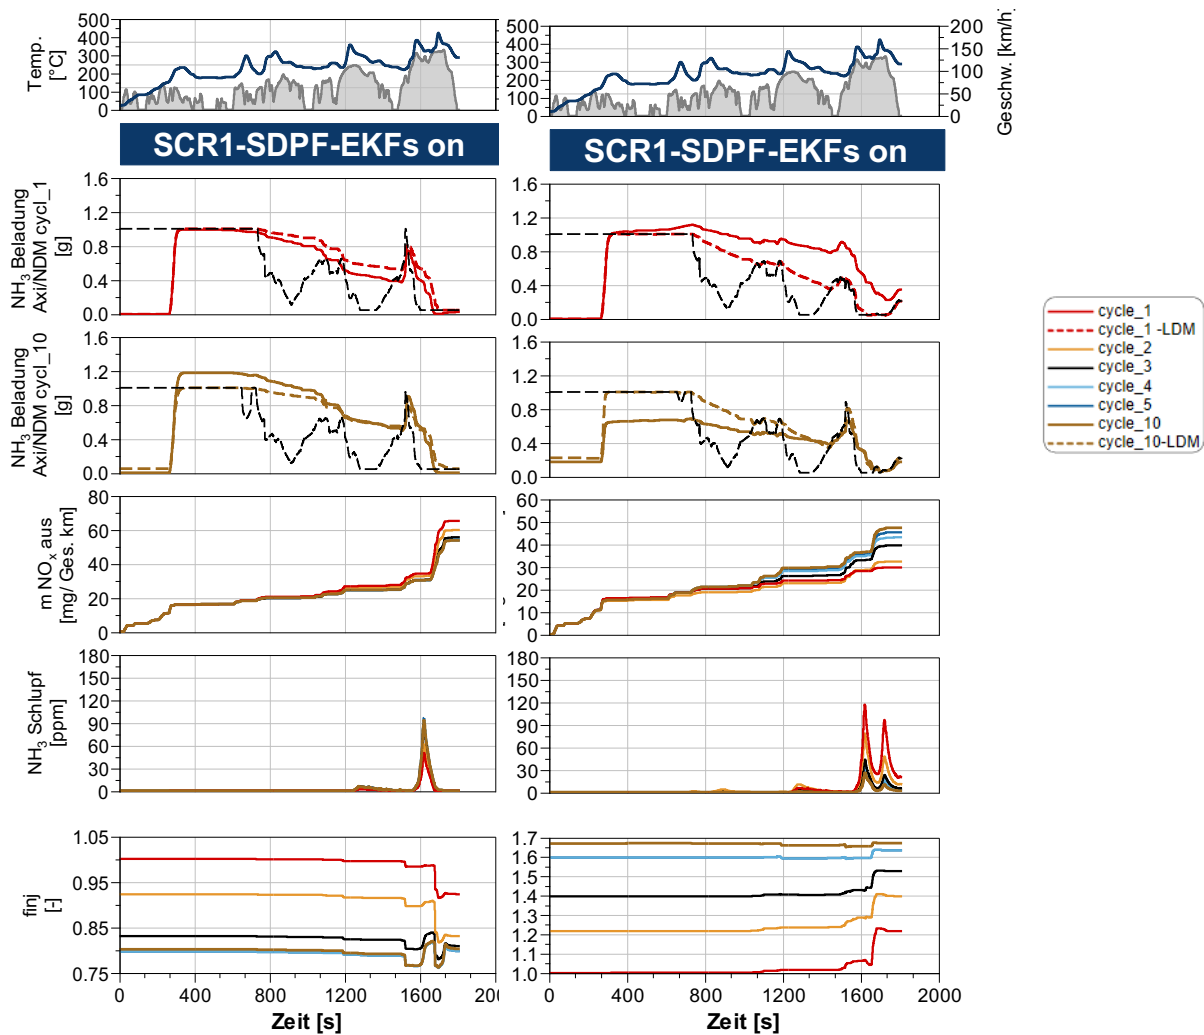 500
400
300
200
100
0
Temp.
[°C]
500
400
300
200
100
0
200
150
100
50
0
Geschw. [km/h]
SCR1-SDPF-EKFs on
SCR1-SDPF-EKFs on
1.6
1.2
0.8
0.4
0.0
NH3 Beladung
Axi/NDM cycl_1
[g]
1.6
1.2
0.8
0.4
0.0
1.6
1.2
0.8
0.4
0.0
NH3 Beladung
Axi/NDM cycl_10
[g]
1.6
1.2
0.8
0.4
0.0
cycle_1
cycle_1 -LDM
cycle_2
cycle_3
cycle_4
cycle_5
cycle_10
cycle_10-LDM
80
60
40
20
0
m NOx aus
[mg/ Ges. km]
60
50
40
30
20
10
0
180
150
120
90
60
30
0
NH3 Schlupf
[ppm]
180
150
120
90
60
30
0
1.05
0.95
0.85
0.75
finj
[-]
1.7
1.6
1.5
1.4
1.3
1.2
1.1
1.0
0 400 800 1200 1600
0 400 800 1200 1600 2000
Zeit [s]
Zeit [s]